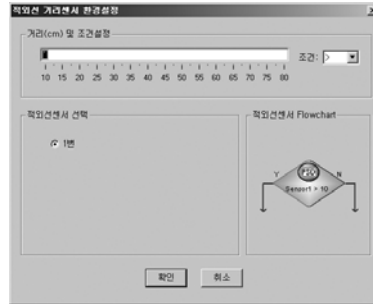 적외선 거리센서 환경설정
거리(cm) 및 조건설정
조건: >
10 15 20 25 30 35 40 45 50 55 60 65 70 75 80
적외선센서 선택
1번
적외선센서 Flowchart
PSD
Y N
Sensor1 > 10
확인 취소